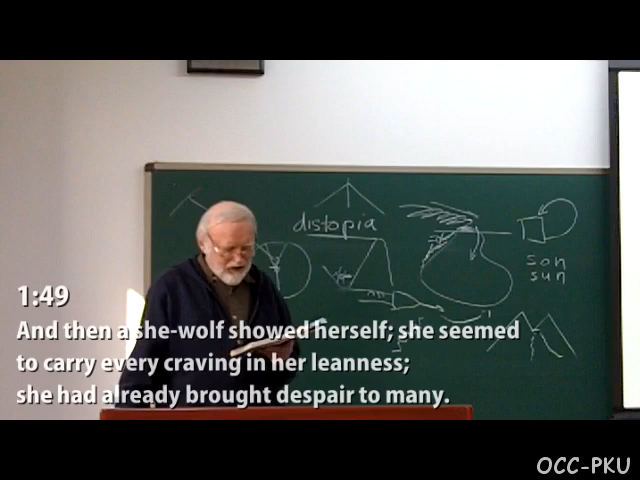 distopia
son
sun
1:49
And then a she-wolf showed herself; she seemed
to carry every craving in her leanness;
she had already brought despair to many.
OCC-PKU